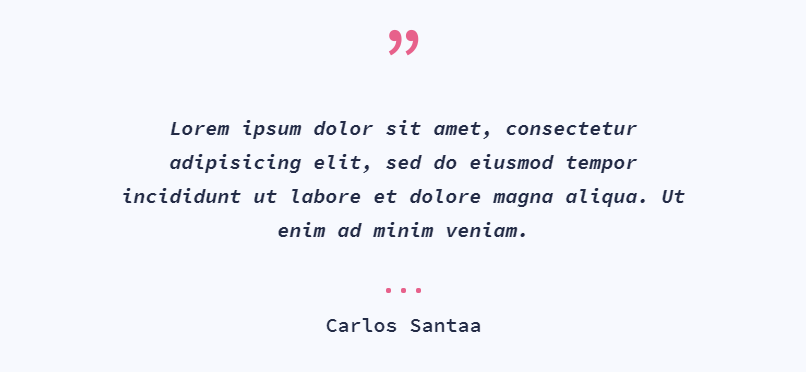 ”
Lorem ipsum dolor sit amet, consectetur
adipisicing elit, sed do eiusmod tempor
incididunt ut labore et dolore magna aliqua. Ut
enim ad minim veniam.
Carlos Santaa